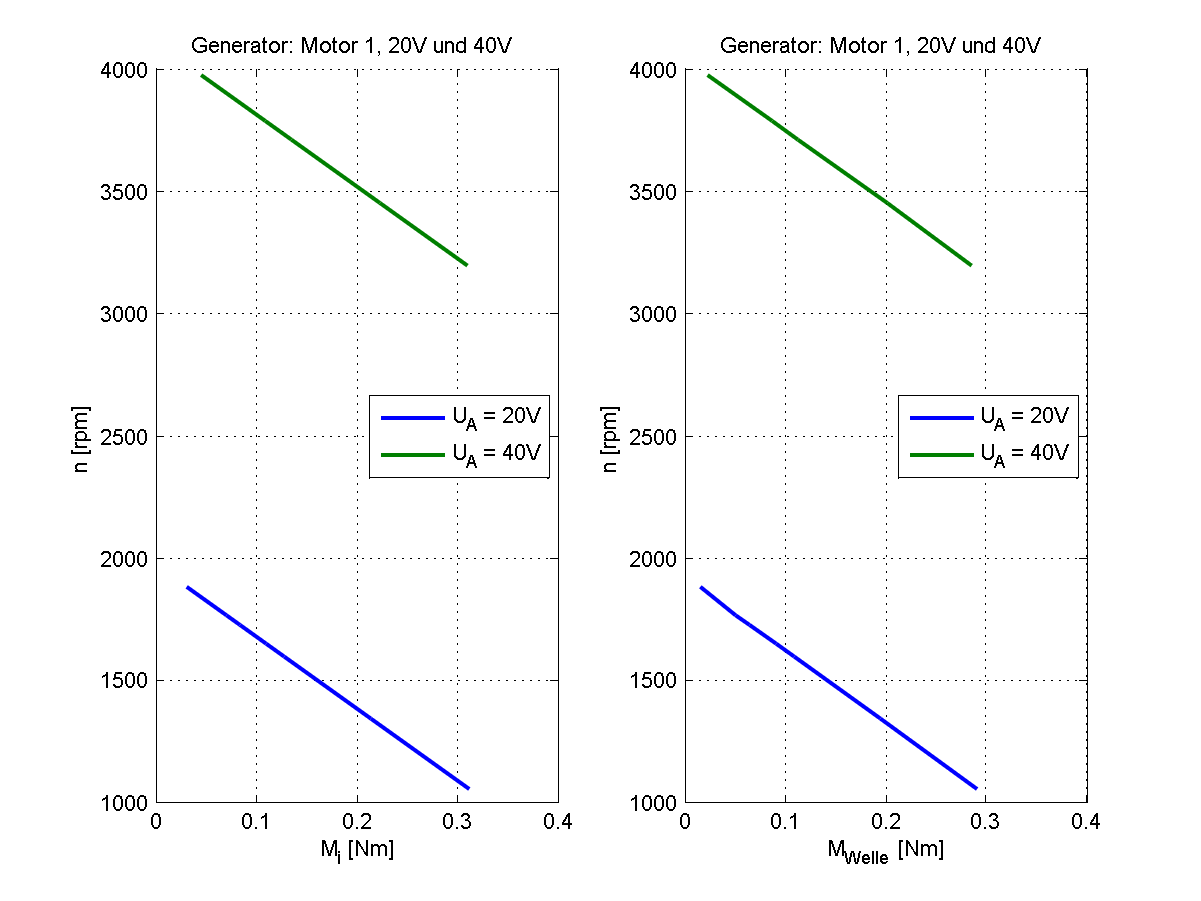 Generator: Motor 1, 20V und 40V
4000
3500
3000
2500
2000
1500
1000
n [rpm]
U_A = 20V
U_A = 40V
0 0.1 0.2 0.3 0.4
M_i [Nm]
Generator: Motor 1, 20V und 40V
4000
3500
3000
2500
2000
1500
1000
n [rpm]
U_A = 20V
U_A = 40V
0 0.1 0.2 0.3 0.4
M_Welle [Nm]